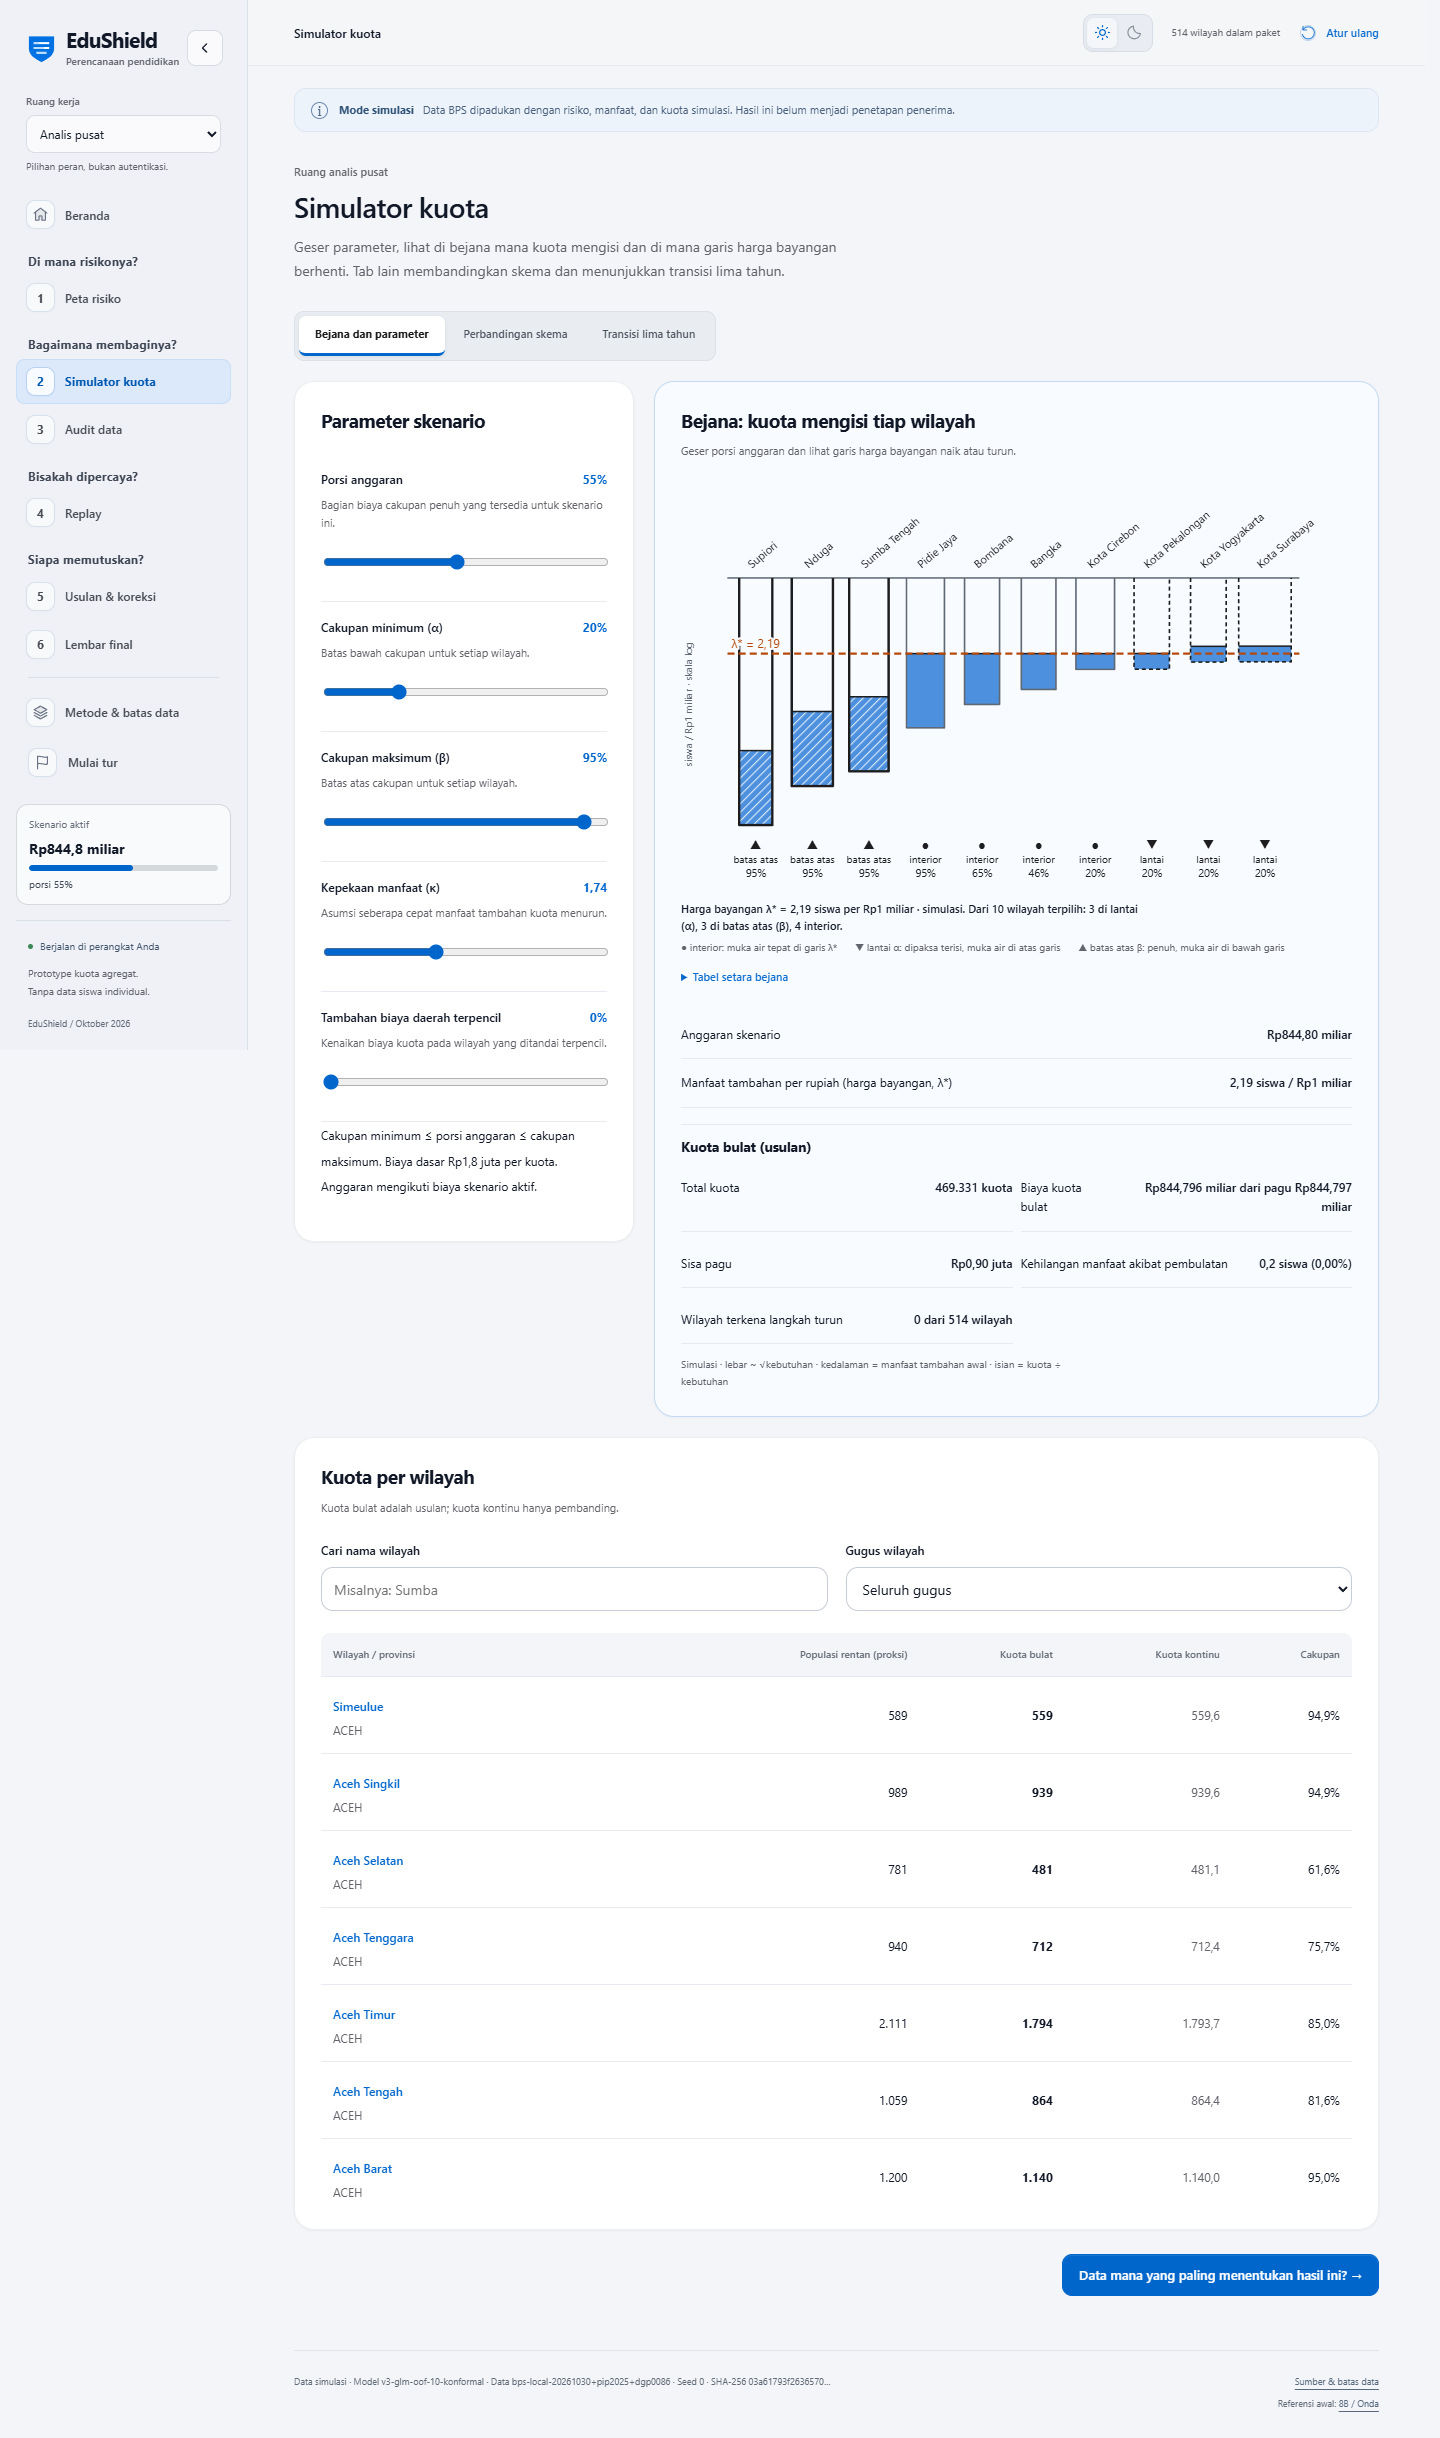 EduShield
Perencanaan pendidikan
Ruang kerja
Analis pusat
Pilihan peran, bukan autentikasi.
Beranda
Di mana risikonya?
1 Peta risiko
Bagaimana membaginya?
2 Simulator kuota
3 Audit data
Bisakah dipercaya?
4 Replay
Siapa memutuskan?
5 Usulan & koreksi
6 Lembar final
Metode & batas data
Mulai tur
Skenario aktif
Rp844,8 miliar
porsi 55%
Berjalan di perangkat Anda
Prototype kuota agregat.
Tanpa data siswa individual.
EduShield / Oktober 2026
Simulator kuota
514 wilayah dalam paket
Atur ulang
Mode simulasi Data BPS dipadukan dengan risiko, manfaat, dan kuota simulasi. Hasil ini belum menjadi penetapan penerima.
Ruang analis pusat
Simulator kuota
Geser parameter, lihat di bejana mana kuota mengisi dan di mana garis harga bayangan
berhenti. Tab lain membandingkan skema dan menunjukkan transisi lima tahun.
Bejana dan parameter Perbandingan skema Transisi lima tahun
Parameter skenario
Porsi anggaran 55%
Bagian biaya cakupan penuh yang tersedia untuk skenario
ini.
Cakupan minimum (α) 20%
Batas bawah cakupan untuk setiap wilayah.
Cakupan maksimum (β) 95%
Batas atas cakupan untuk setiap wilayah.
Kepekaan manfaat (κ) 1,74
Asumsi seberapa cepat manfaat tambahan kuota menurun.
Tambahan biaya daerah terpencil 0%
Kenaikan biaya kuota pada wilayah yang ditandai terpencil.
Cakupan minimum ≤ porsi anggaran ≤ cakupan
maksimum. Biaya dasar Rp1,8 juta per kuota.
Anggaran mengikuti biaya skenario aktif.
Bejana: kuota mengisi tiap wilayah
Geser porsi anggaran dan lihat garis harga bayangan naik atau turun.
Supiori Nduga Sumba Tengah Pidie Jaya Bombana Bangka Kota Cirebon Kota Pekalongan Kota Yogyakarta Kota Surabaya
λ* = 2,19
siswa / Rp1 miliar · skala log
▲ ▲ ▲ ● ● ● ● ▼ ▼ ▼
batas atas batas atas batas atas interior interior interior interior lantai lantai lantai
95% 95% 95% 95% 65% 46% 20% 20% 20% 20%
Harga bayangan λ* = 2,19 siswa per Rp1 miliar · simulasi. Dari 10 wilayah terpilih: 3 di lantai
(α), 3 di batas atas (β), 4 interior.
● interior: muka air tepat di garis λ* ▼ lantai α: dipaksa terisi, muka air di atas garis ▲ batas atas β: penuh, muka air di bawah garis
▶ Tabel setara bejana
Anggaran skenario Rp844,80 miliar
Manfaat tambahan per rupiah (harga bayangan, λ*) 2,19 siswa / Rp1 miliar
Kuota bulat (usulan)
Total kuota 469.331 kuota
Biaya kuota bulat Rp844,796 miliar dari pagu Rp844,797 miliar
Sisa pagu Rp0,90 juta
Kehilangan manfaat akibat pembulatan 0,2 siswa (0,00%)
Wilayah terkena langkah turun 0 dari 514 wilayah
Simulasi · lebar ~ √kebutuhan · kedalaman = manfaat tambahan awal · isian = kuota ÷
kebutuhan
Kuota per wilayah
Kuota bulat adalah usulan; kuota kontinu hanya pembanding.
Cari nama wilayah
Misalnya: Sumba
Gugus wilayah
Seluruh gugus
Wilayah / provinsi Populasi rentan (proksi) Kuota bulat Kuota kontinu Cakupan
Simeulue 589 559 559,6 94,9%
ACEH
Aceh Singkil 989 939 939,6 94,9%
ACEH
Aceh Selatan 781 481 481,1 61,6%
ACEH
Aceh Tenggara 940 712 712,4 75,7%
ACEH
Aceh Timur 2.111 1.794 1.793,7 85,0%
ACEH
Aceh Tengah 1.059 864 864,4 81,6%
ACEH
Aceh Barat 1.200 1.140 1.140,0 95,0%
ACEH
Data mana yang paling menentukan hasil ini? →
Data simulasi · Model v3-glm-oof-10-konformal · Data bps-local-20261030+pip2025+dgp0086 · Seed 0 · SHA-256 03a61793f2636570...
Sumber & batas data
Referensi awal: 8B / Onda